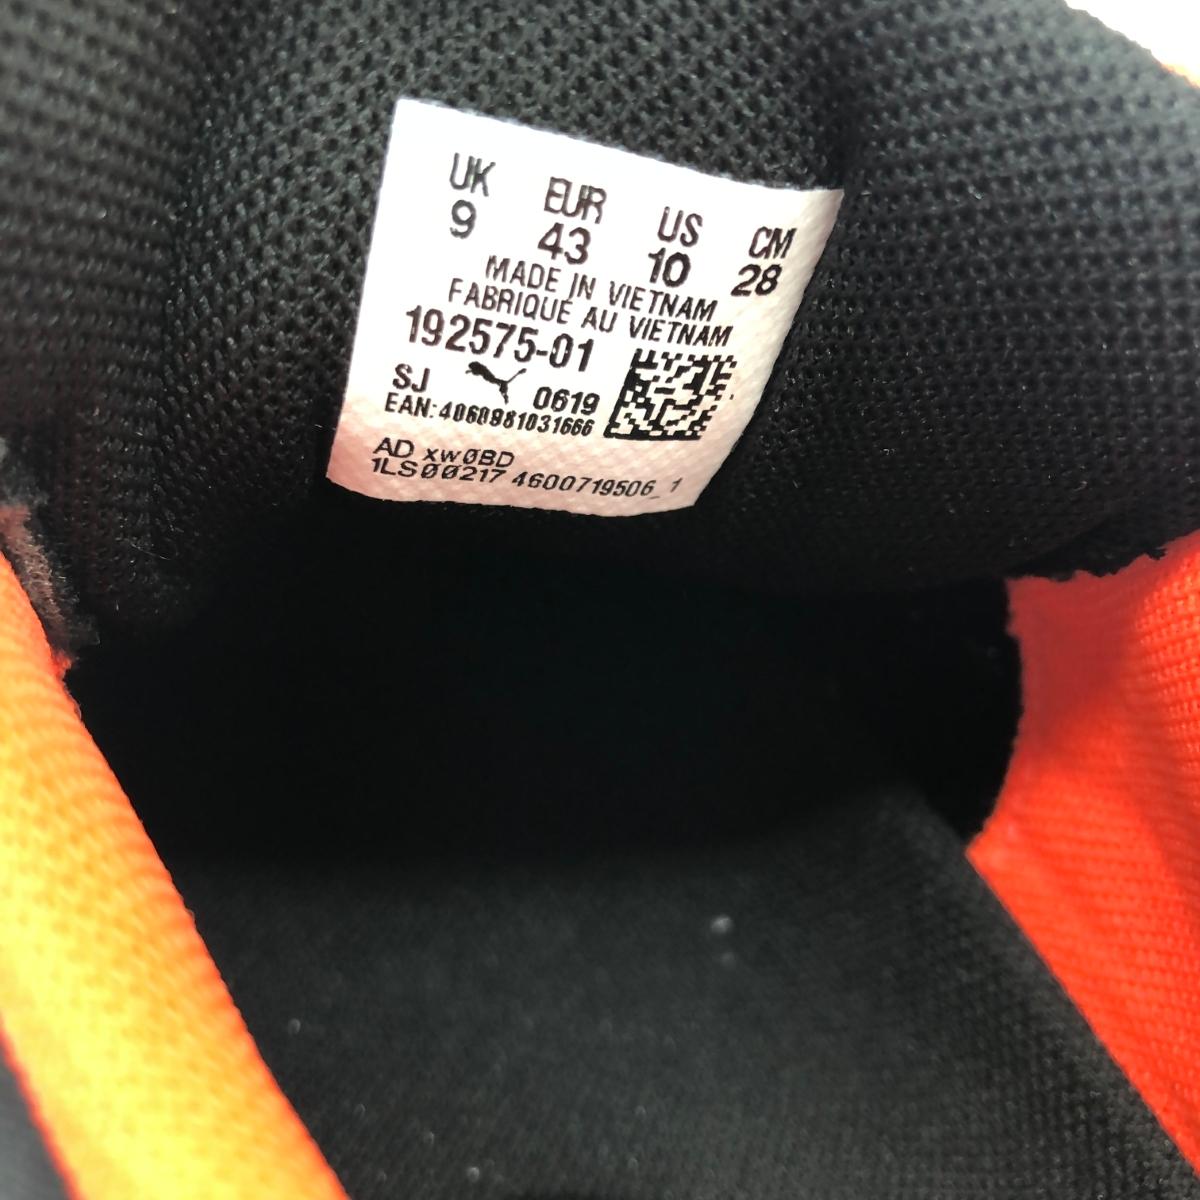 UK EUR US CM
9 43 10 28
MADE IN VIETNAM
FABRIQUÉ AU VIETNAM
192575-01
SJ 0619
EAN:4060981031666
AD xw0BD
1LS00217 4600719506_1